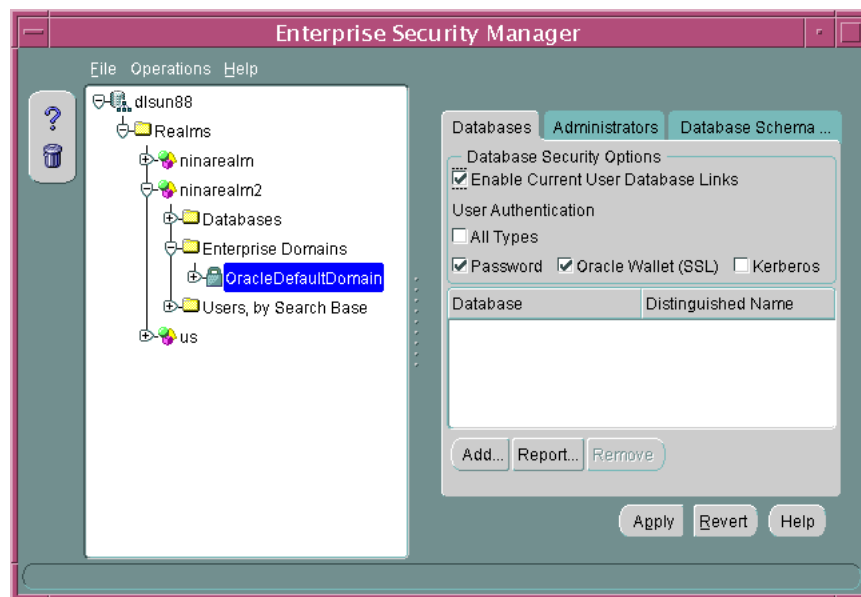 Enterprise Security Manager
File Operations Help
dlsun88
Realms
ninarealm
ninarealm2
Databases
Enterprise Domains
OracleDefaultDomain
Users, by Search Base
us
Databases Administrators Database Schema ...
Database Security Options
Enable Current User Database Links
User Authentication
All Types
Password Oracle Wallet (SSL) Kerberos
Database Distinguished Name
Add... Report... Remove
Apply Revert Help